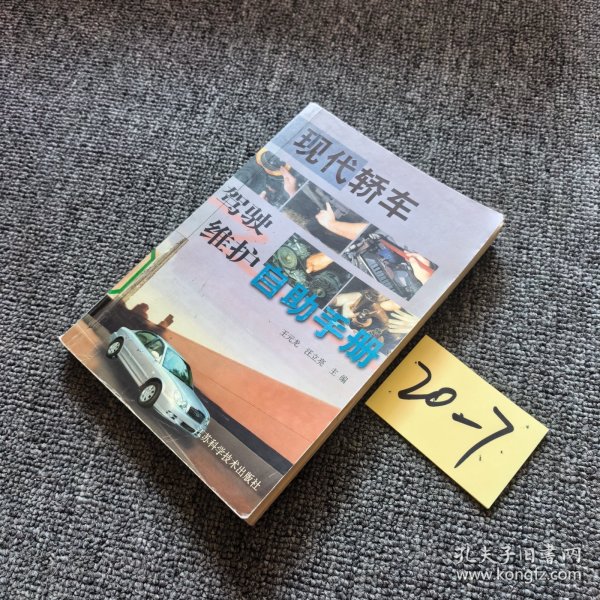 现代轿车
驾驶
维护
自助手册
王元龙 汪立亮 主编
苏科学技术出版社
20-7
孔夫子旧书网
www.kongfz.com